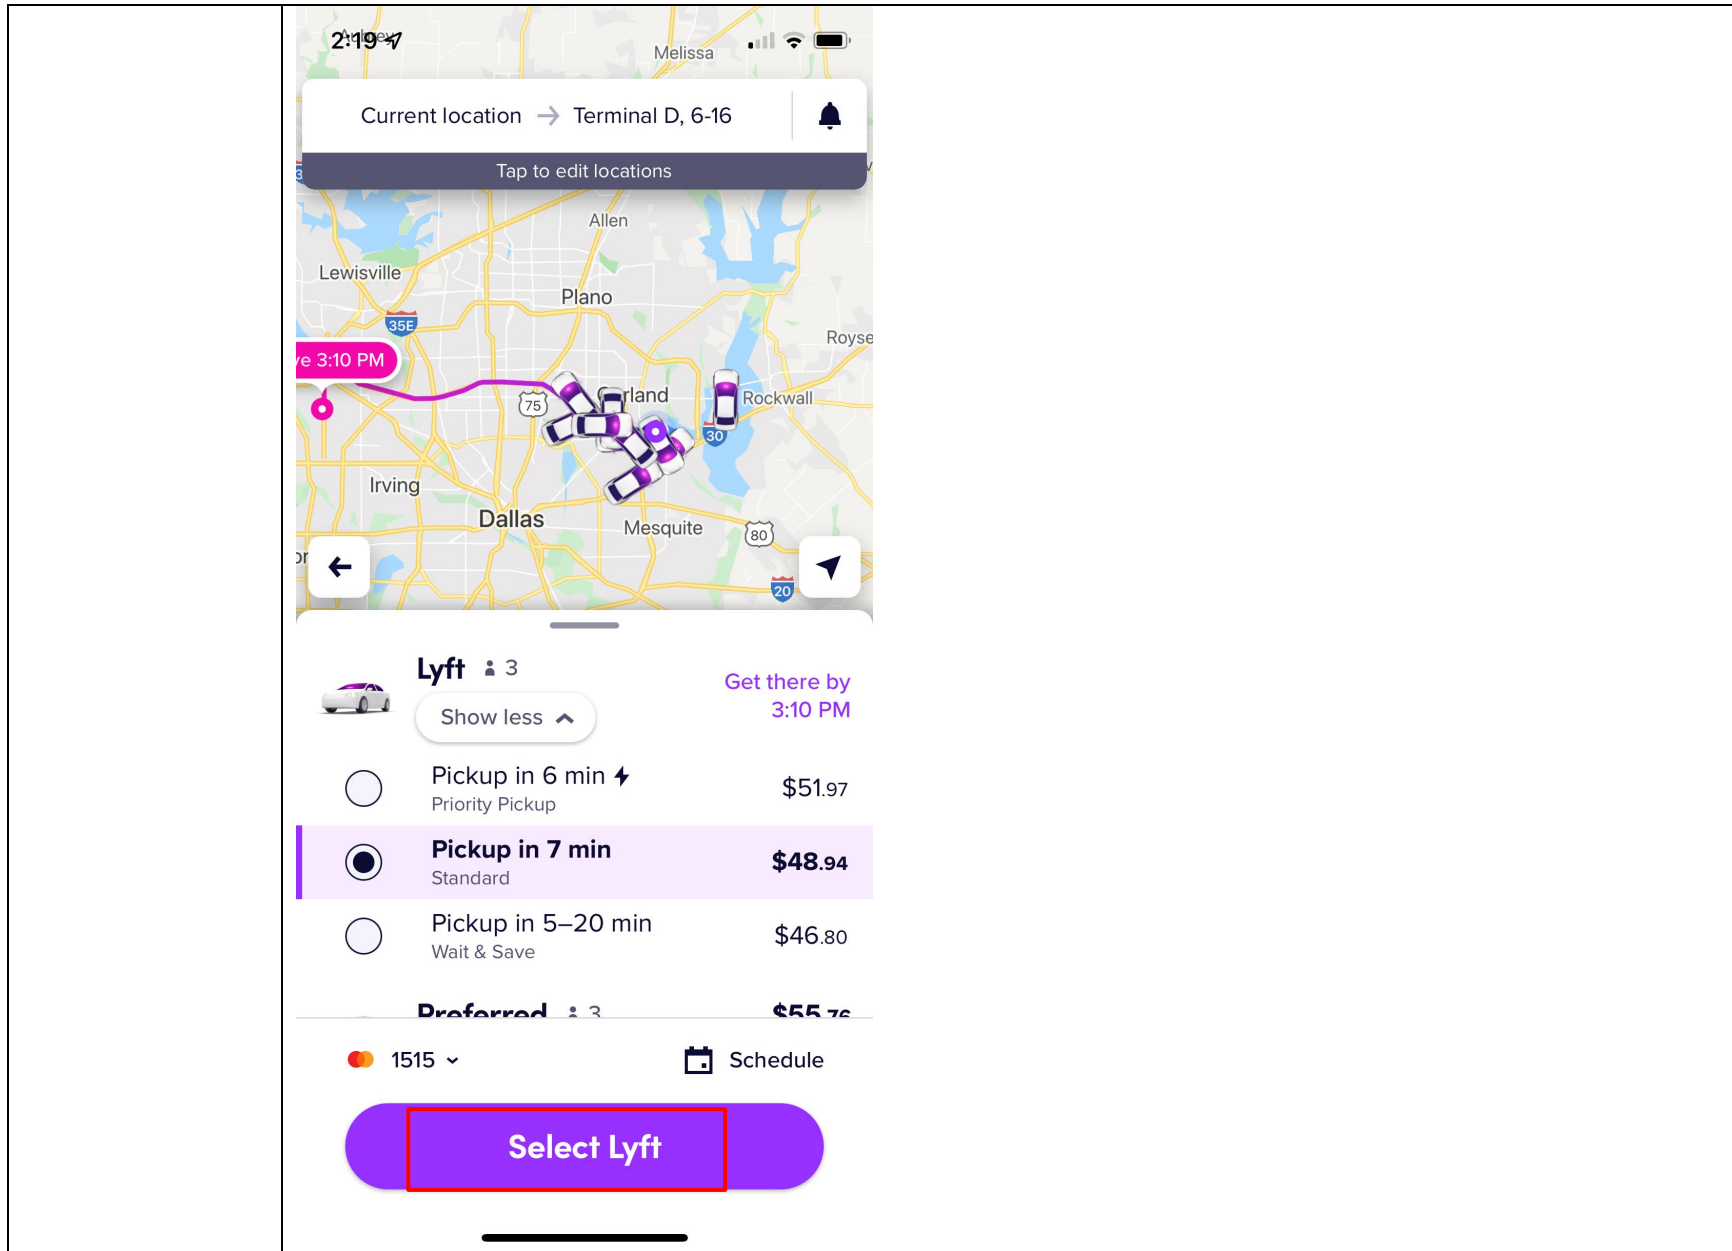 2:19
Aubrey
Melissa
Current location → Terminal D, 6-16
Tap to edit locations
Allen
Lewisville
Plano
35E
Royse
3:10 PM
75
Rockwall
30
Irving
Dallas
Mesquite
80
20
Lyft 3
Get there by
3:10 PM
Show less
Pickup in 6 min
$51.97
Priority Pickup
Pickup in 7 min
$48.94
Standard
Pickup in 5–20 min
$46.80
Wait & Save
Preferred 3
$55.76
1515
Schedule
Select Lyft